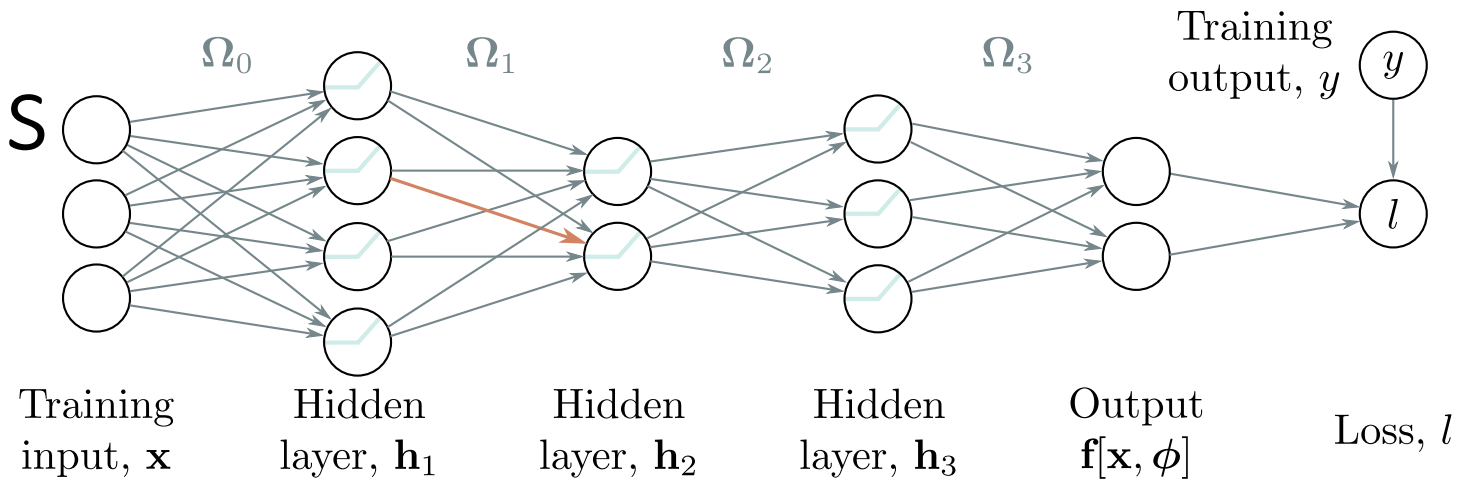 S
Ω₀
Ω₁
Ω₂
Ω₃
Training
output, y
y
l
Training
input, x
Hidden
layer, h₁
Hidden
layer, h₂
Hidden
layer, h₃
Output
f[x, ϕ]
Loss, l